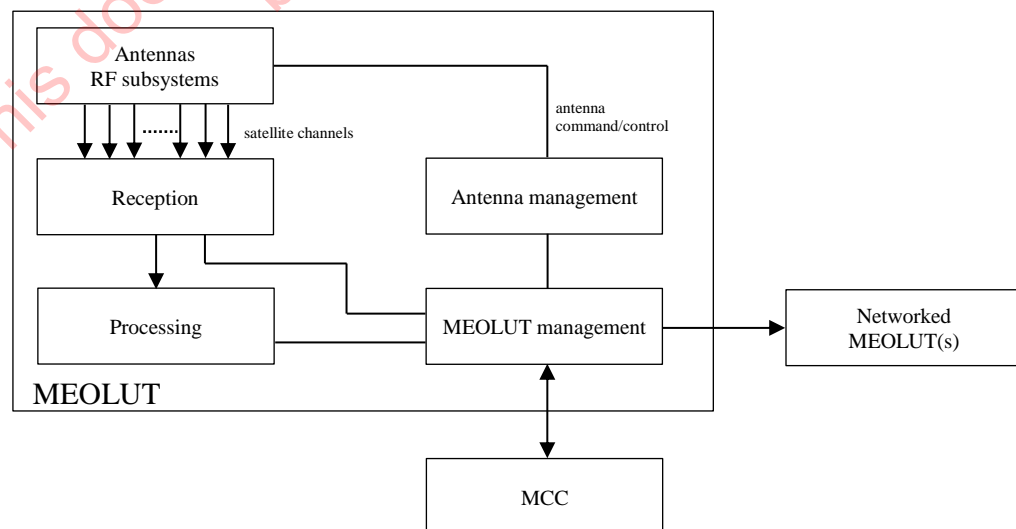 Antennas
RF subsystems
antenna
command/control
satellite channels
Reception
Antenna management
Processing
MEOLUT management
Networked
MEOLUT(s)
MEOLUT
MCC